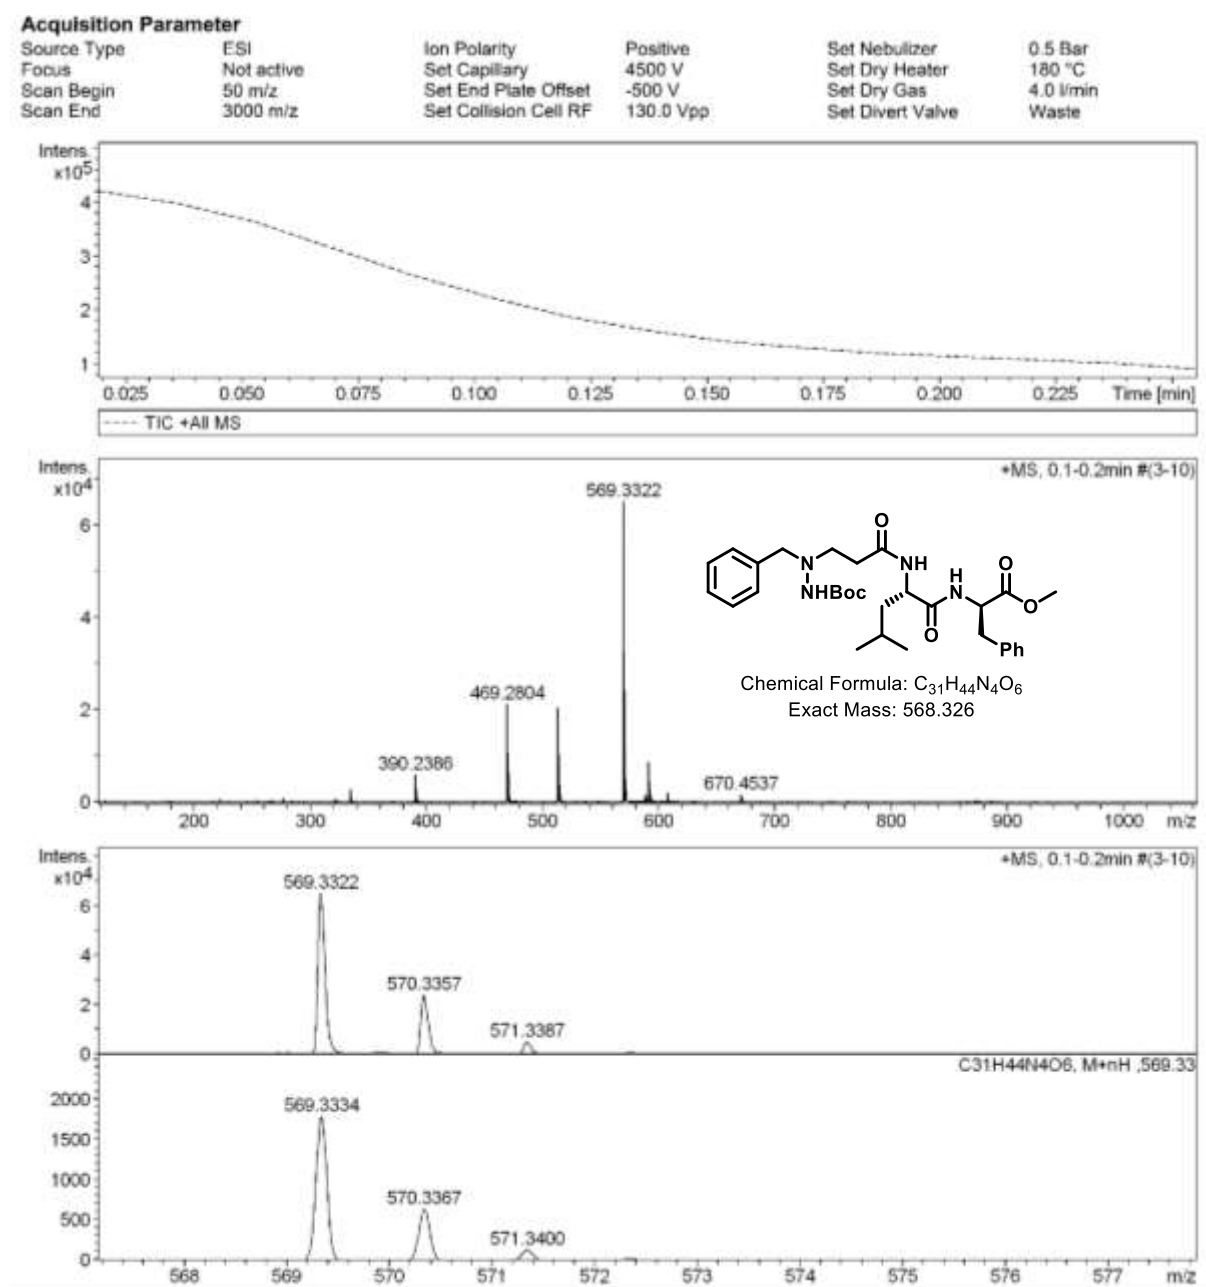 Acquisition Parameter
Source Type ESI Ion Polarity Positive Set Nebulizer 0.5 Bar
Focus Not active Set Capillary 4500 V Set Dry Heater 180 °C
Scan Begin 50 m/z Set End Plate Offset -500 V Set Dry Gas 4.0 l/min
Scan End 3000 m/z Set Collision Cell RF 130.0 Vpp Set Divert Valve Waste
Intens.
x10⁵
4
3
2
1
0.025 0.050 0.075 0.100 0.125 0.150 0.175 0.200 0.225 Time [min]
TIC +All MS
Intens.
x10⁴
+MS, 0.1-0.2min #(3-10)
569.3322
6
4
2
0
469.2804
390.2386
670.4537
O
N
NHBoc
NH
O
H
N
O
O
Ph
Chemical Formula: C₃₁H₄₄N₄O₆
Exact Mass: 568.326
200 300 400 500 600 700 800 900 1000 m/z
Intens.
x10⁴
+MS, 0.1-0.2min #(3-10)
569.3322
6
4
570.3357
2
571.3387
0
C31H44N4O6, M+nH ,569.33
2000
569.3334
1500
1000
570.3367
500
571.3400
0
568 569 570 571 572 573 574 575 576 577 m/z